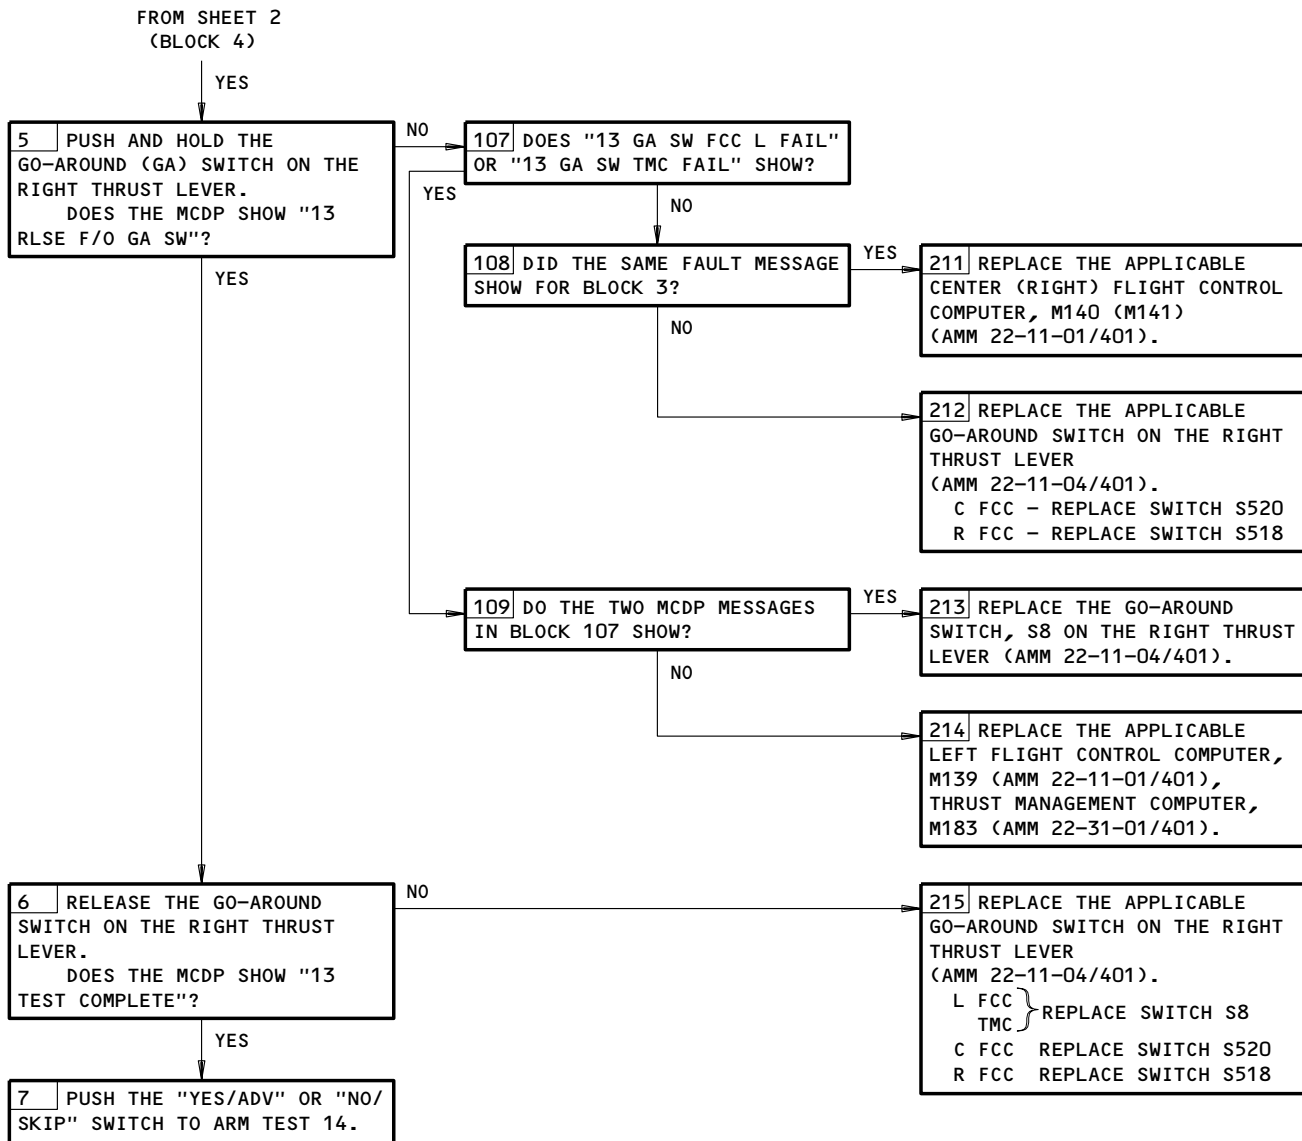 FROM SHEET 2
(BLOCK 4)
YES
5 PUSH AND HOLD THE
GO-AROUND (GA) SWITCH ON THE
RIGHT THRUST LEVER.
DOES THE MCDP SHOW "13
RLSE F/O GA SW"?
NO
YES
107 DOES "13 GA SW FCC L FAIL"
OR "13 GA SW TMC FAIL" SHOW?
YES
NO
108 DID THE SAME FAULT MESSAGE
SHOW FOR BLOCK 3?
YES
NO
211 REPLACE THE APPLICABLE
CENTER (RIGHT) FLIGHT CONTROL
COMPUTER, M140 (M141)
(AMM 22-11-01/401).
212 REPLACE THE APPLICABLE
GO-AROUND SWITCH ON THE RIGHT
THRUST LEVER
(AMM 22-11-04/401).
C FCC - REPLACE SWITCH S520
R FCC - REPLACE SWITCH S518
109 DO THE TWO MCDP MESSAGES
IN BLOCK 107 SHOW?
YES
NO
213 REPLACE THE GO-AROUND
SWITCH, S8 ON THE RIGHT THRUST
LEVER (AMM 22-11-04/401).
214 REPLACE THE APPLICABLE
LEFT FLIGHT CONTROL COMPUTER,
M139 (AMM 22-11-01/401),
THRUST MANAGEMENT COMPUTER,
M183 (AMM 22-31-01/401).
6 RELEASE THE GO-AROUND
SWITCH ON THE RIGHT THRUST
LEVER.
DOES THE MCDP SHOW "13
TEST COMPLETE"?
NO
YES
215 REPLACE THE APPLICABLE
GO-AROUND SWITCH ON THE RIGHT
THRUST LEVER
(AMM 22-11-04/401).
L FCC
TMC
REPLACE SWITCH S8
C FCC REPLACE SWITCH S520
R FCC REPLACE SWITCH S518
7 PUSH THE "YES/ADV" OR "NO/
SKIP" SWITCH TO ARM TEST 14.